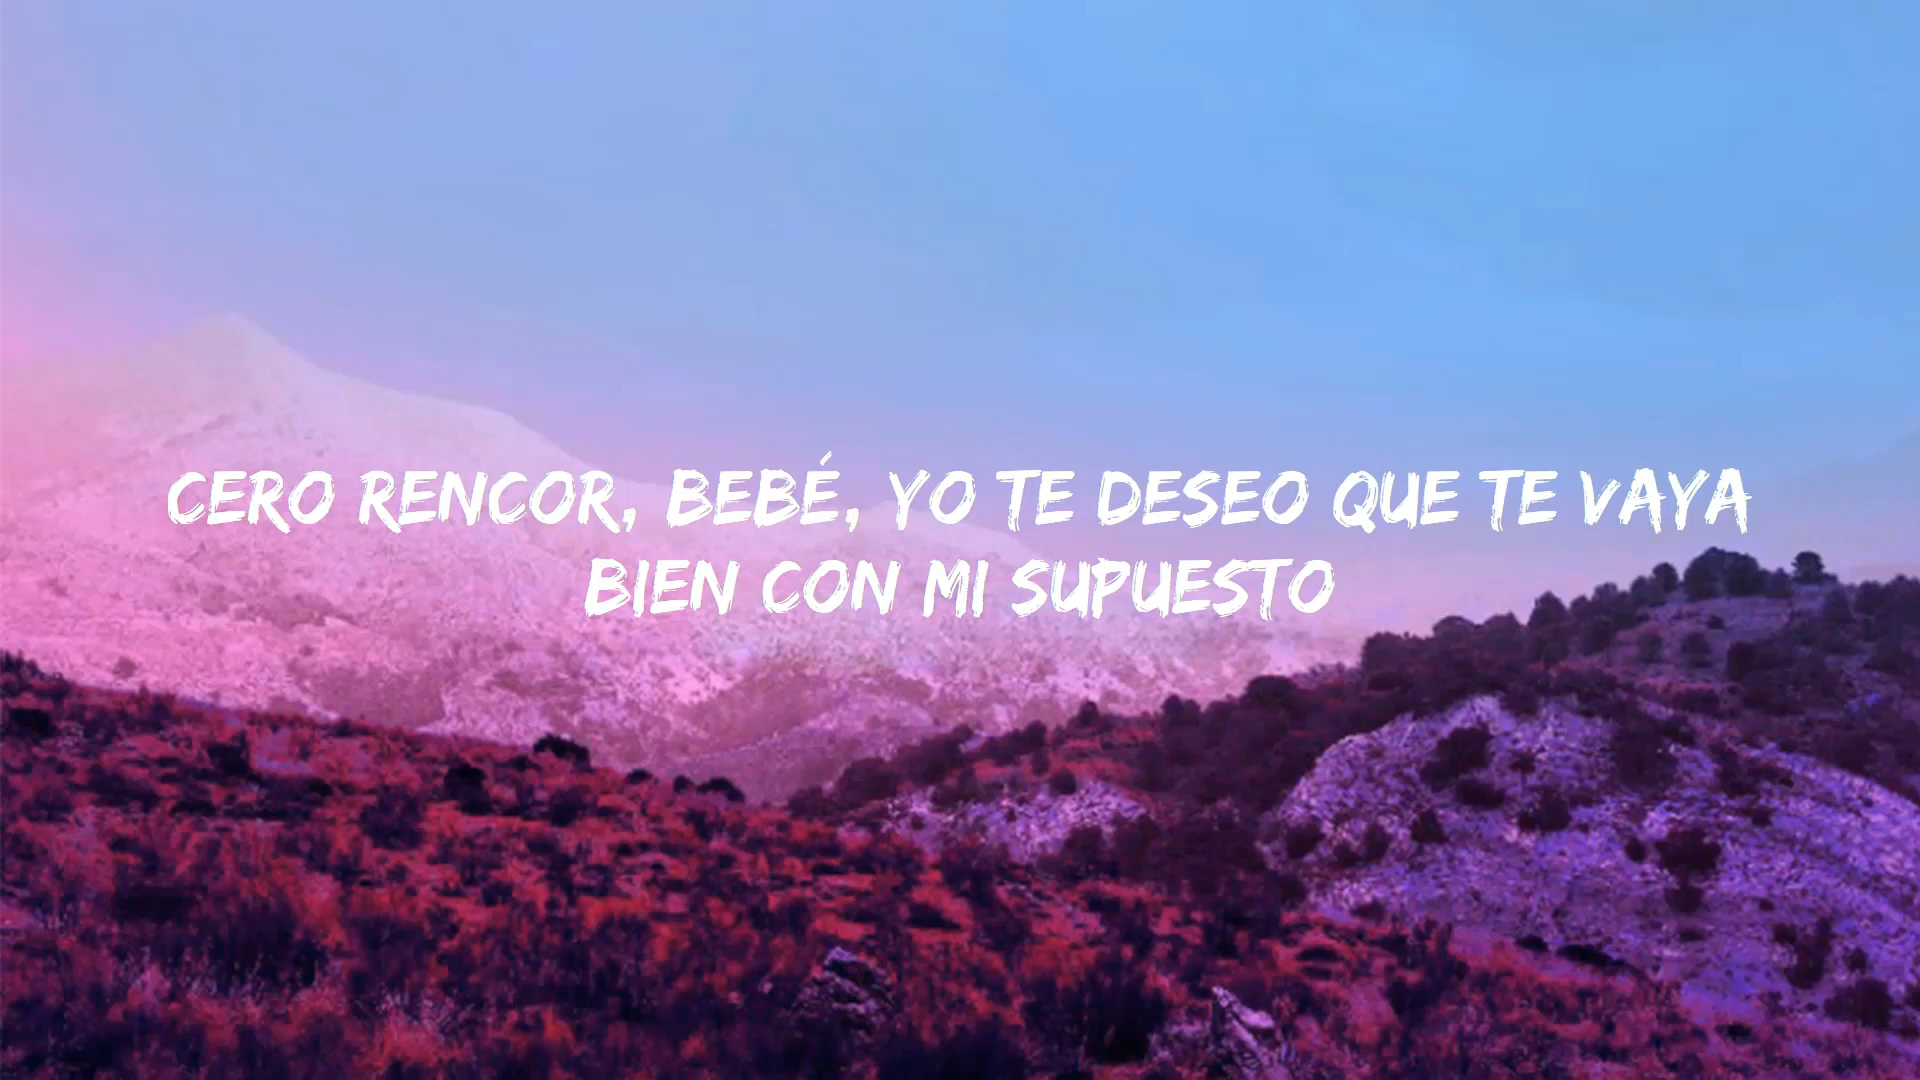 CERO RENCOR, BEBÉ, YO TE DESEO QUE TE VAYA
BIEN CON MI SUPUESTO